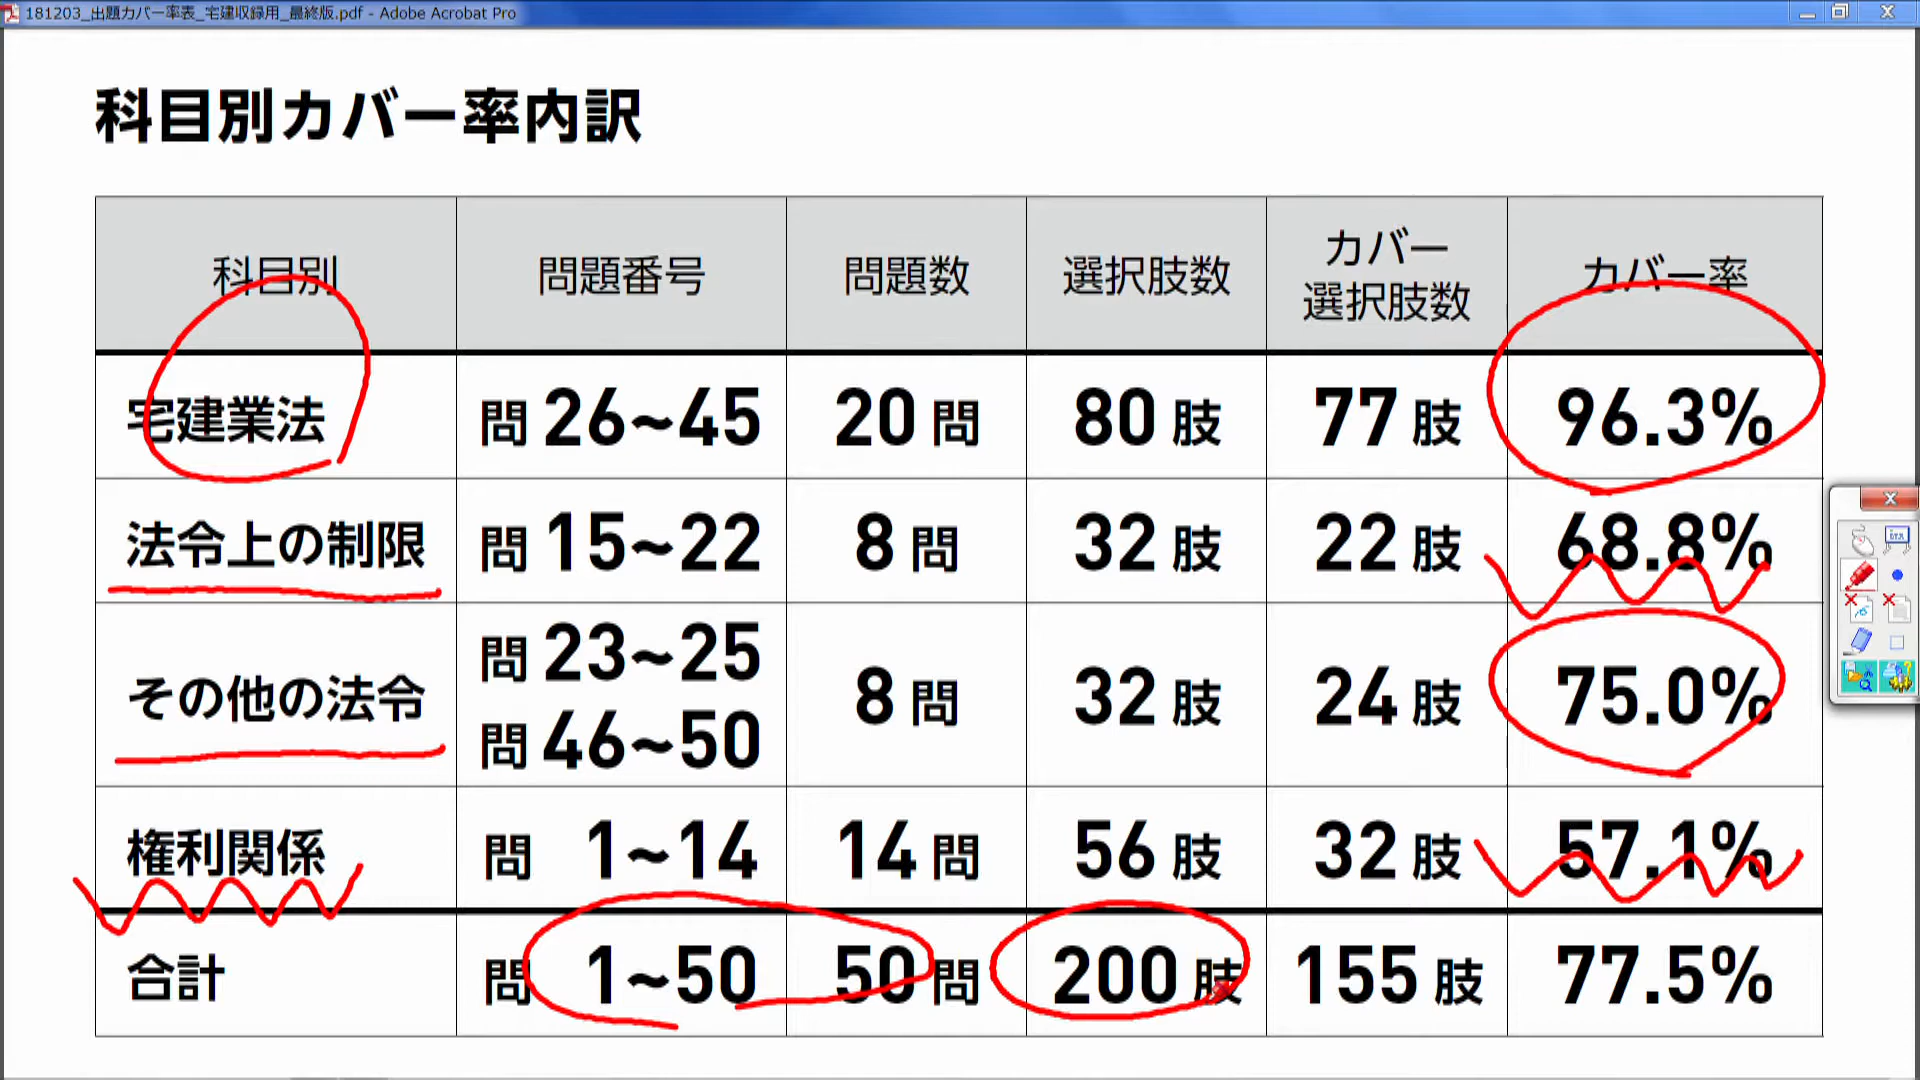 181203_出題カバー率表_宅建収録用_最終版.pdf - Adobe Acrobat Pro
科目別カバー率内訳
科目別 問題番号 問題数 選択肢数 カバー選択肢数 カバー率
宅建業法 問 26~45 20 問 80 肢 77 肢 96.3%
法令上の制限 問 15~22 8 問 32 肢 22 肢 68.8%
その他の法令 問 23~25 問 46~50 8 問 32 肢 24 肢 75.0%
権利関係 問 1~14 14 問 56 肢 32 肢 57.1%
合計 問 1~50 50 問 200 肢 155 肢 77.5%